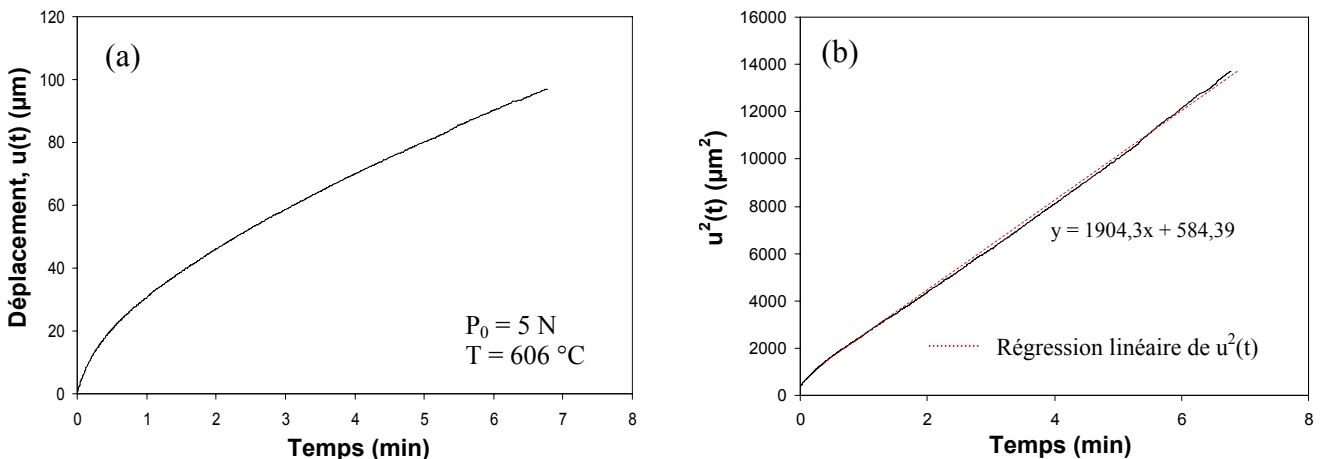 120
100
80
60
40
20
0
Déplacement, u(t) (µm)
(a)
P₀ = 5 N
T = 606 °C
0 1 2 3 4 5 6 7 8
Temps (min)
16000
14000
12000
10000
8000
6000
4000
2000
0
u²(t) (µm²)
(b)
y = 1904,3x + 584,39
Régression linéaire de u²(t)
0 2 4 6 8
Temps (min)